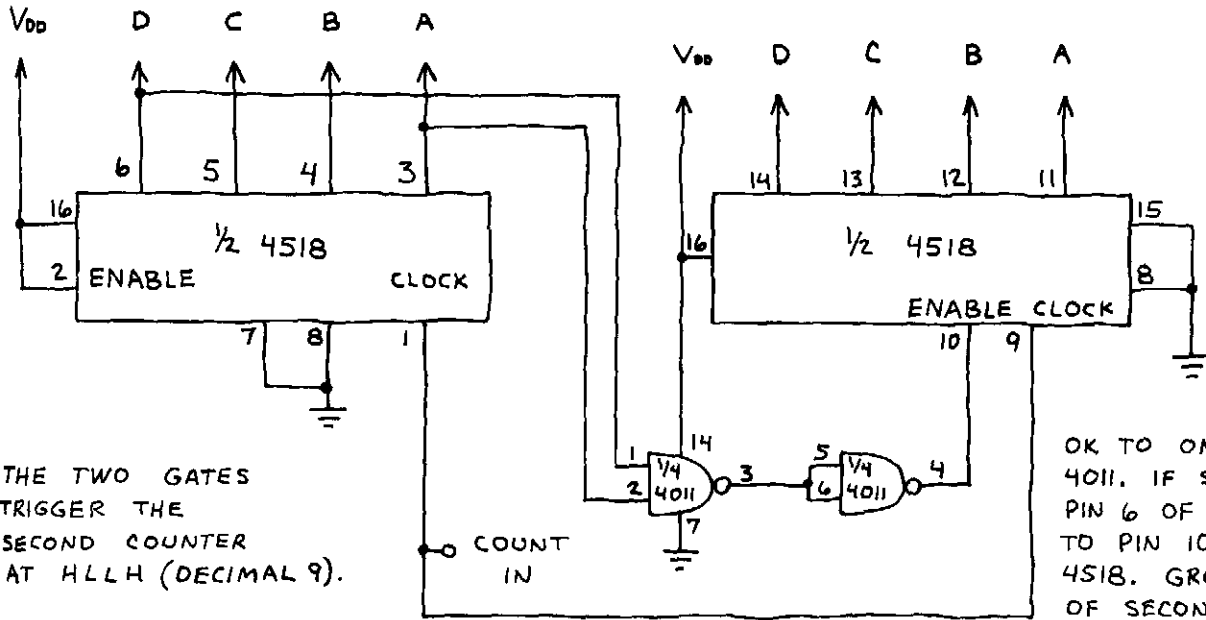 VDD D C B A
VDD D C B A
6 5 4 3
16
1/2 4518
2 ENABLE CLOCK
7 8 1
14 13 12 11
16
1/2 4518
15
8
ENABLE CLOCK
10 9
1
2
14
1/4
4011
3
7
5
6
1/4
4011
4
COUNT
IN
THE TWO GATES
TRIGGER THE
SECOND COUNTER
AT HLLH (DECIMAL 9).
OK TO
4011. IF
PIN 6 OF
TO PIN 10
4518.
OF